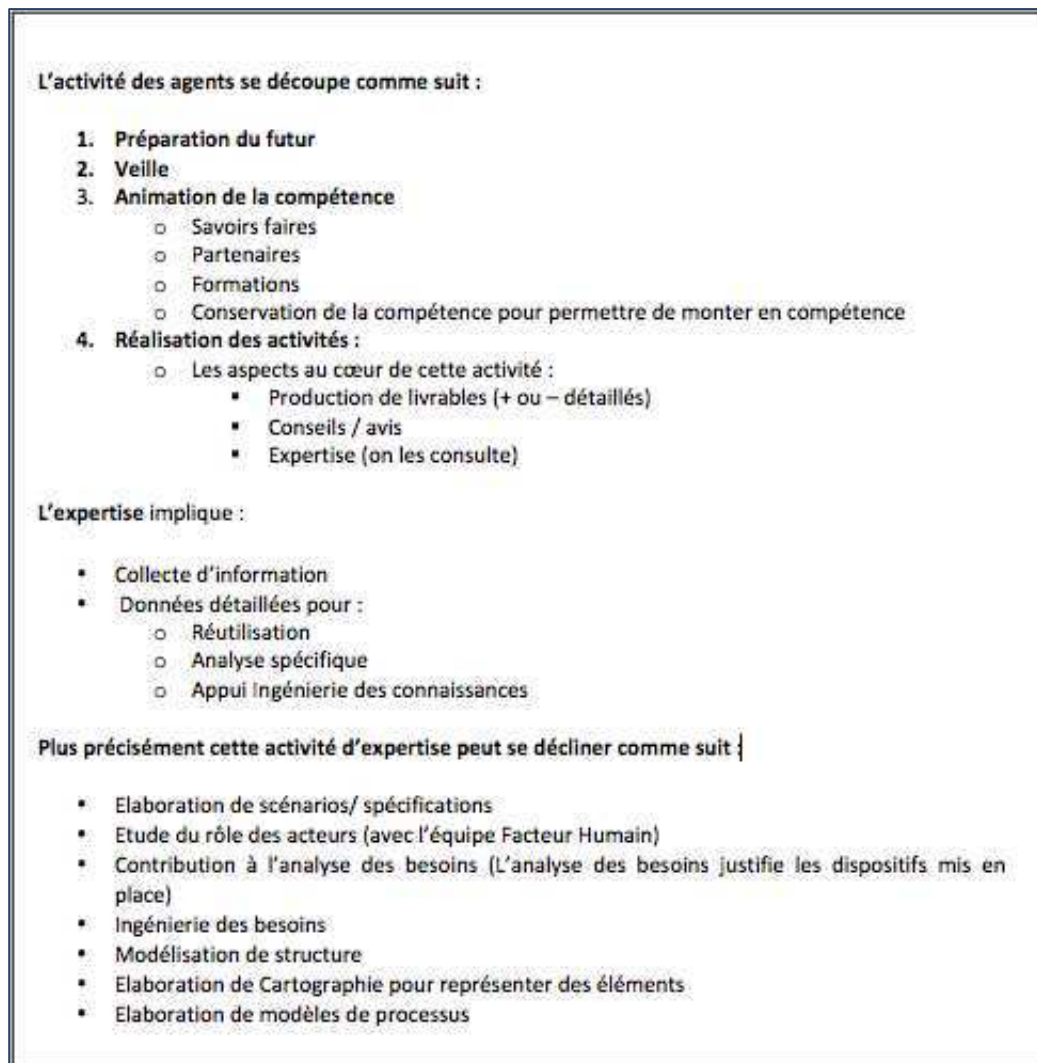 L'activité des agents se découpe comme suit :
1. Préparation du futur
2. Veille
3. Animation de la compétence
o Savoirs faires
o Partenaires
o Formations
o Conservation de la compétence pour permettre de monter en compétence
4. Réalisation des activités :
o Les aspects au cœur de cette activité :
▪ Production de livrables (+ ou – détaillés)
▪ Conseils / avis
▪ Expertise (on les consulte)
L'expertise implique :
▪ Collecte d'information
▪ Données détaillées pour :
o Réutilisation
o Analyse spécifique
o Appui Ingénierie des connaissances
Plus précisément cette activité d'expertise peut se décliner comme suit :
▪ Elaboration de scénarios/ spécifications
▪ Etude du rôle des acteurs (avec l'équipe Facteur Humain)
▪ Contribution à l'analyse des besoins (L'analyse des besoins justifie les dispositifs mis en
place)
▪ Ingénierie des besoins
▪ Modélisation de structure
▪ Elaboration de Cartographie pour représenter des éléments
▪ Elaboration de modèles de processus